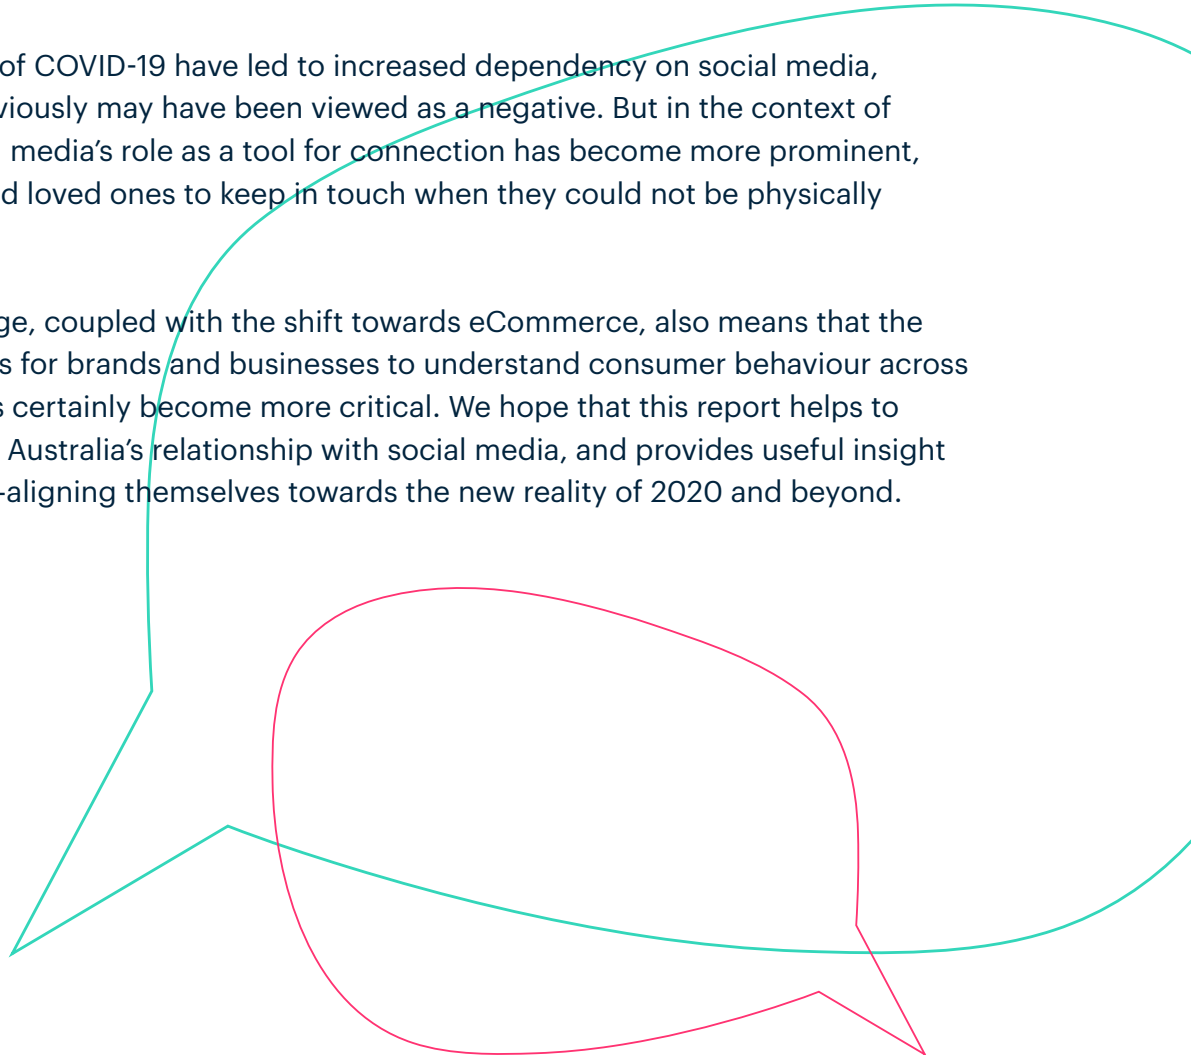 of COVID-19 have led to increased dependency on social media,
viously may have been viewed as a negative. But in the context of
media’s role as a tool for connection has become more prominent,
d loved ones to keep in touch when they could not be physically
ge, coupled with the shift towards eCommerce, also means that the
s for brands and businesses to understand consumer behaviour across
s certainly become more critical. We hope that this report helps to
Australia’s relationship with social media, and provides useful insight
-aligning themselves towards the new reality of 2020 and beyond.